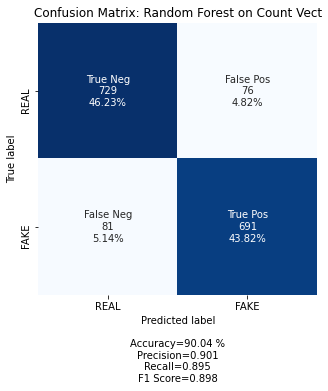 Confusion Matrix: Random Forest on Count Vect
True Neg
729
46.23%
False Pos
76
4.82%
REAL
True label
False Neg
81
5.14%
True Pos
691
43.82%
FAKE
REAL
FAKE
Predicted label
Accuracy=90.04 %
Precision=0.901
Recall=0.895
F1 Score=0.898